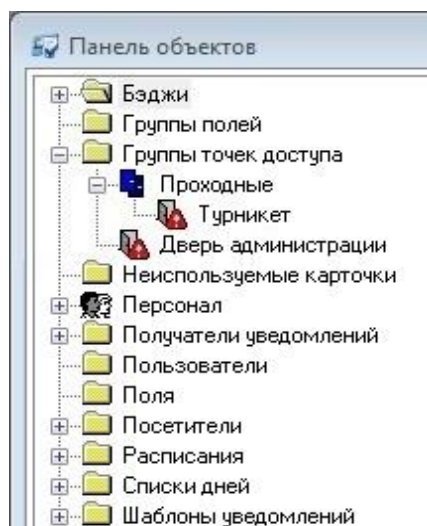 Панель объектов
Бэджи
Группы полей
Группы точек доступа
Проходные
Турникет
Дверь администрации
Неиспользуемые карточки
Персонал
Получатели уведомлений
Пользователи
Поля
Посетители
Расписания
Списки дней
Шаблоны уведомлений